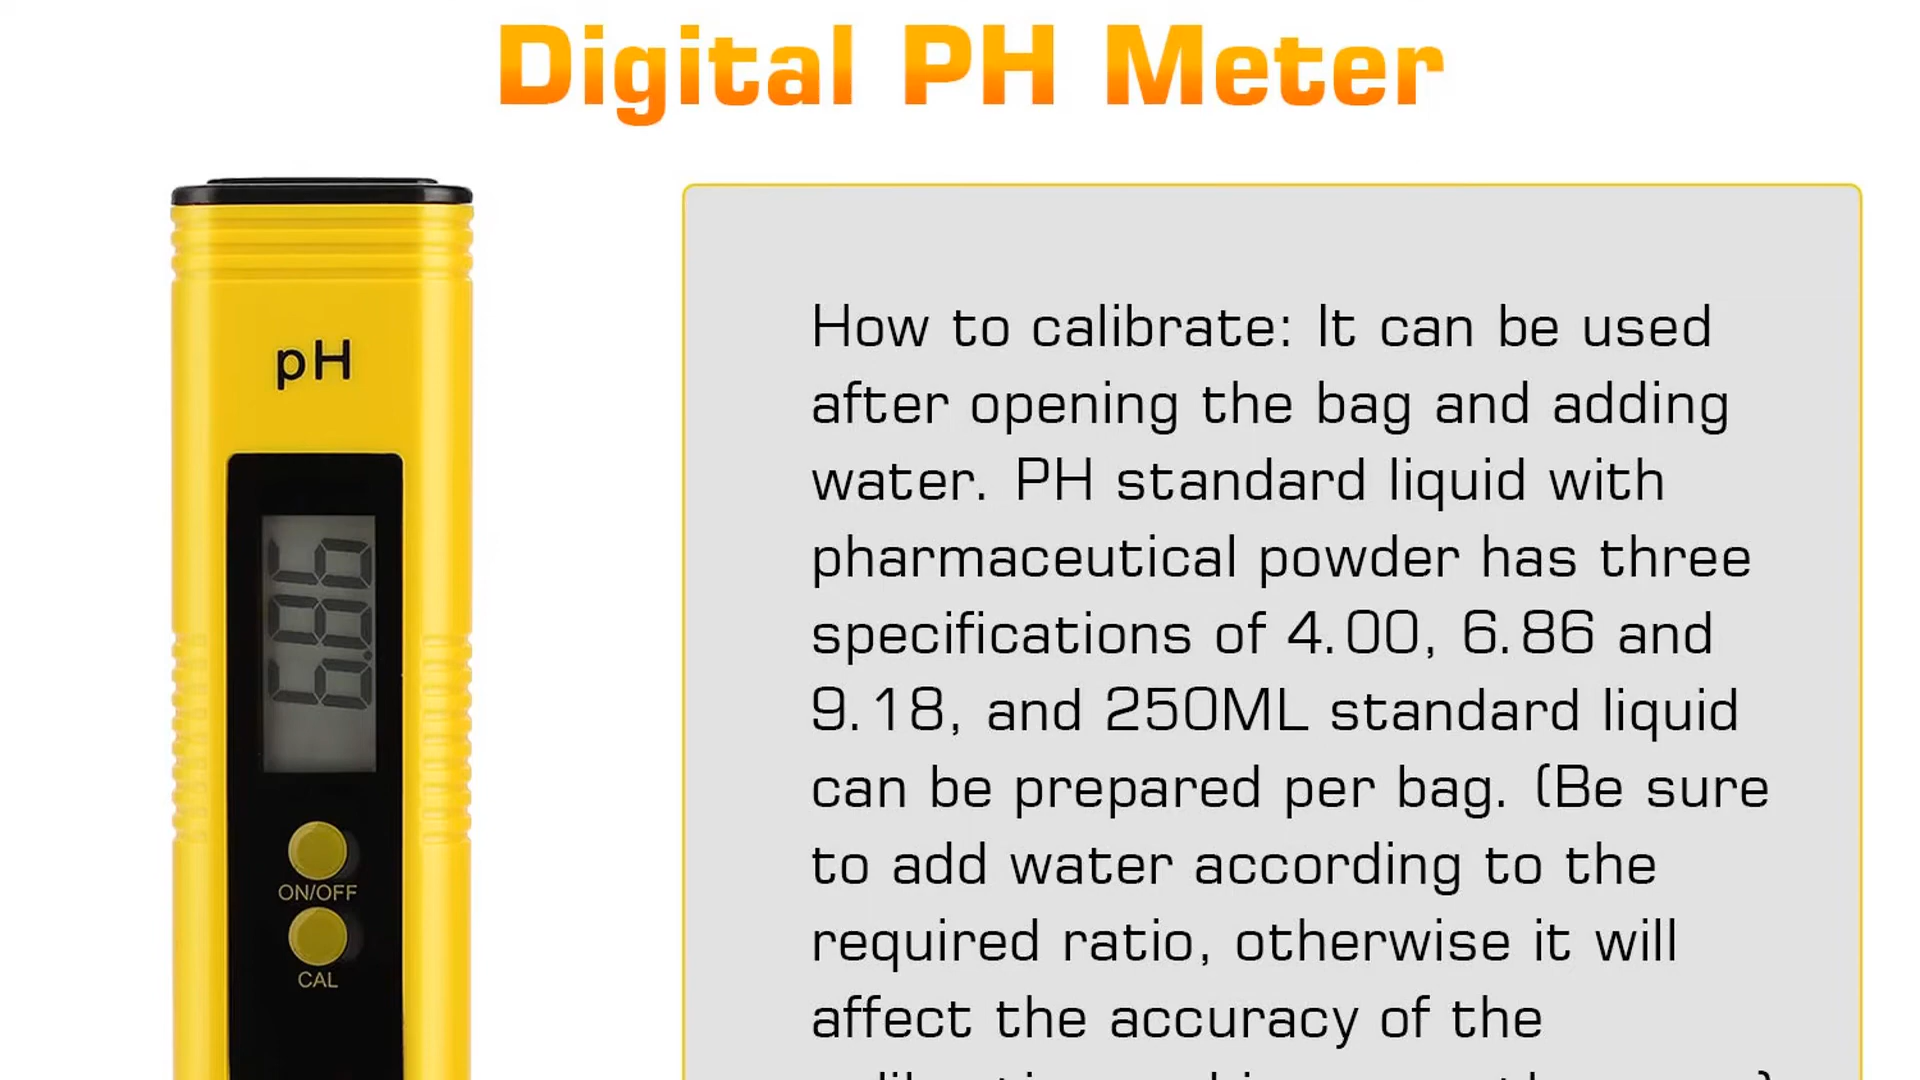 Digital PH Meter
pH
ON/OFF
CAL
How to calibrate: It can be used
after opening the bag and adding
water. PH standard liquid with
pharmaceutical powder has three
specifications of 4.00, 6.86 and
9.18, and 250ML standard liquid
can be prepared per bag. (Be sure
to add water according to the
required ratio, otherwise it will
affect the accuracy of the